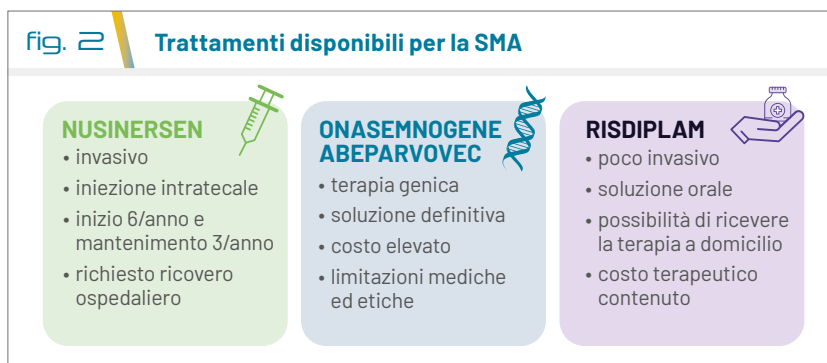 fig. 2
Trattamenti disponibili per la SMA
NUSINERSEN
• invasivo
• iniezione intratecale
• inizio 6/anno e
mantenimento 3/anno
• richiesto ricovero
ospedaliero
ONASEMNOGENE
ABEPARVOVEC
• terapia genica
• soluzione definitiva
• costo elevato
• limitazioni mediche
ed etiche
RISDIPLAM
• poco invasivo
• soluzione orale
• possibilità di ricevere
la terapia a domicilio
• costo terapeutico
contenuto